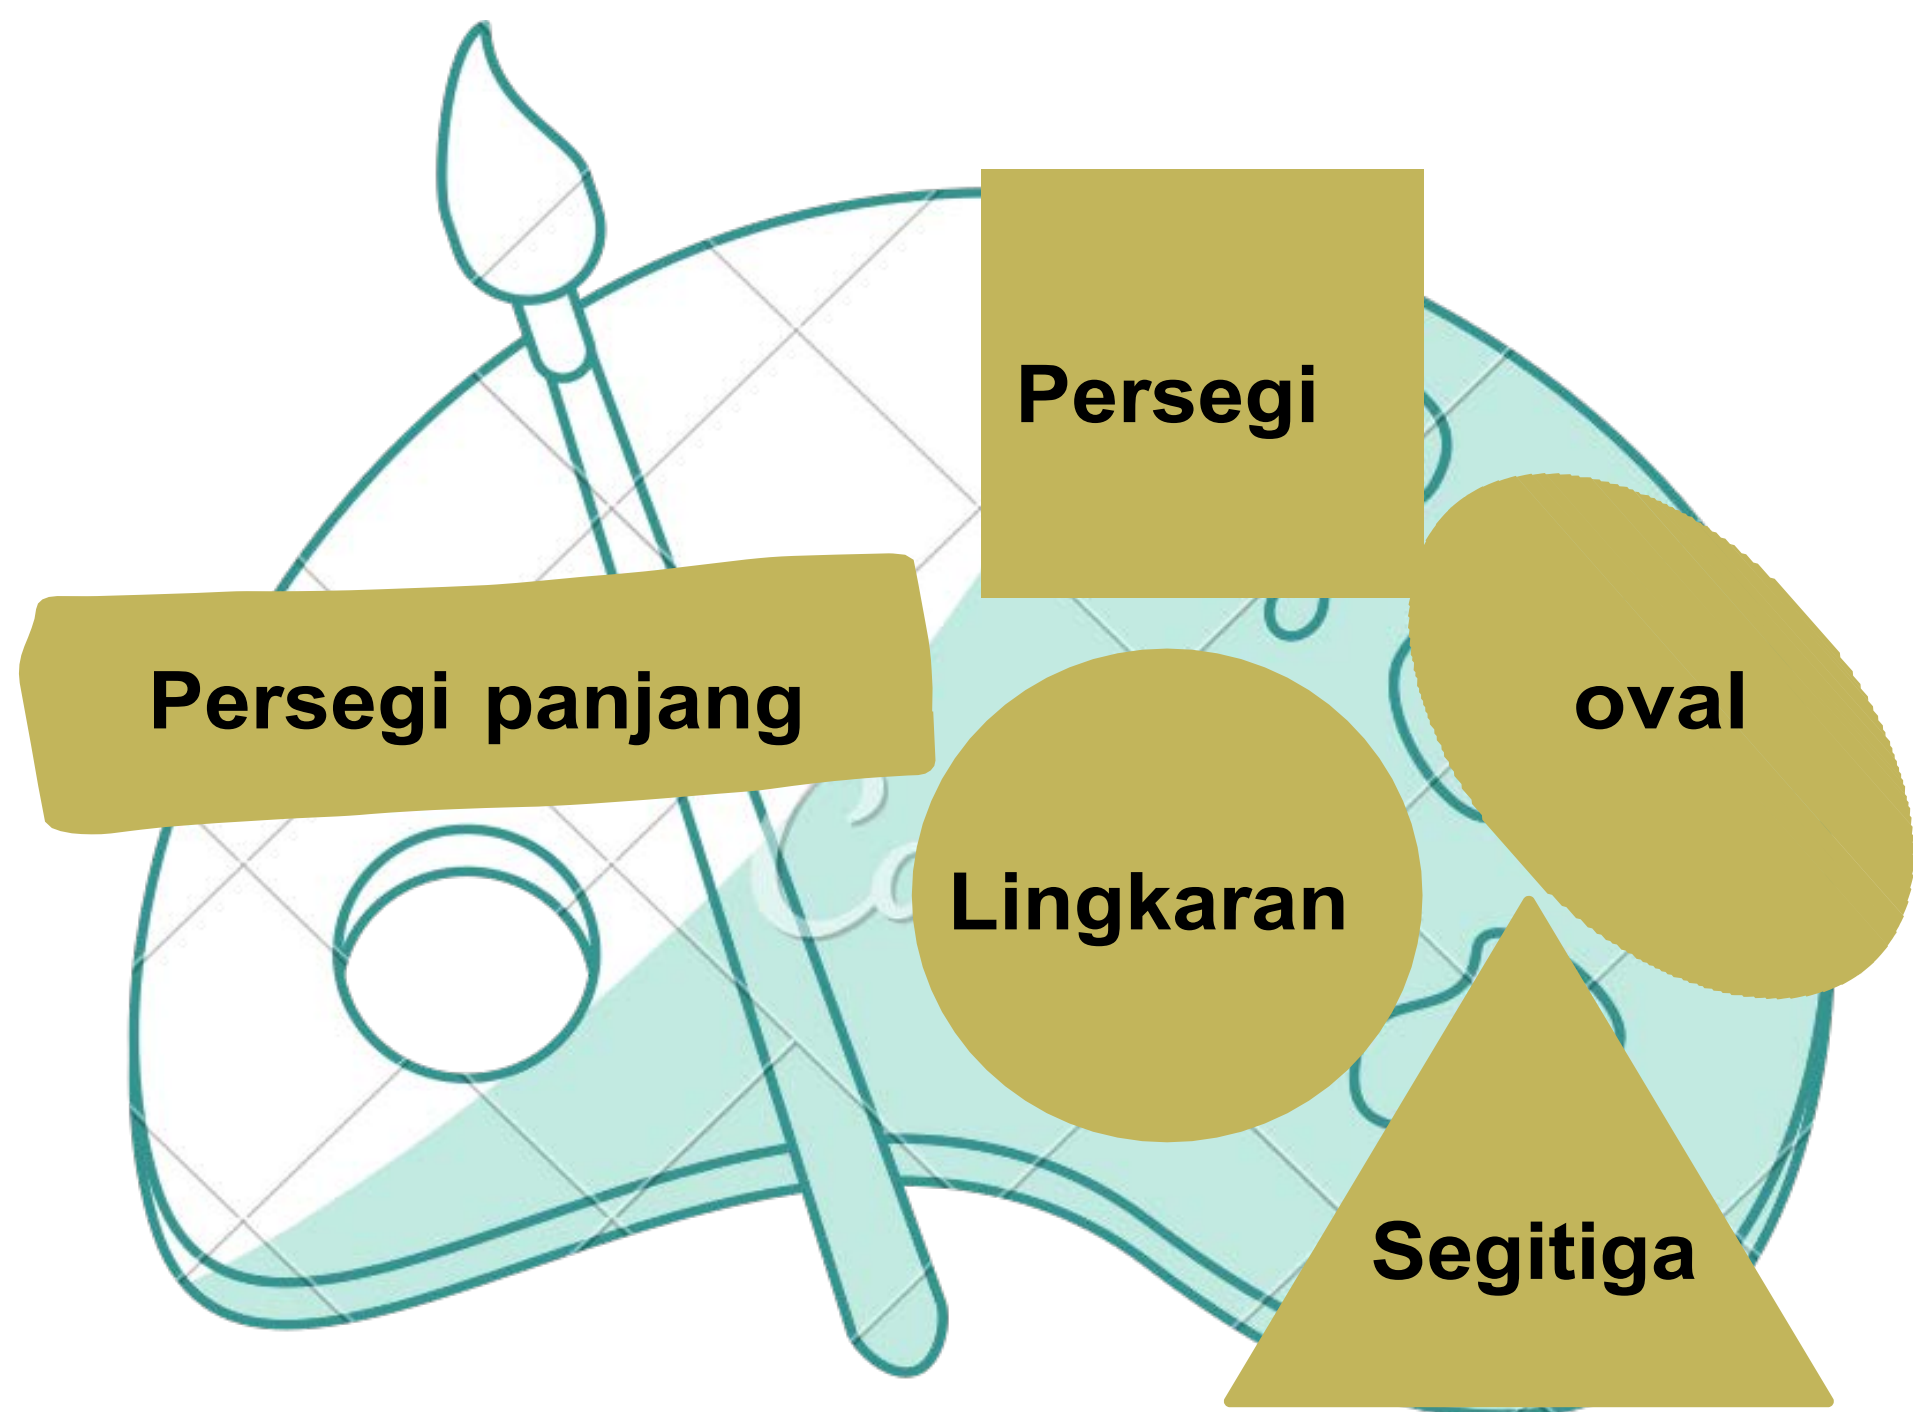 Persegi
Persegi panjang
oval
Lingkaran
Segitiga